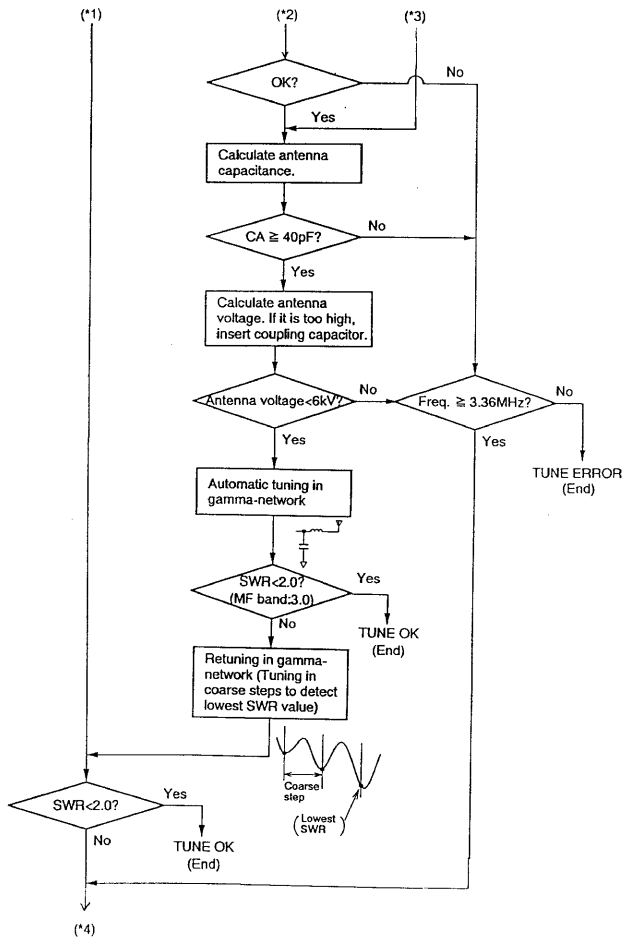 (*1)
(*2)
(*3)
OK?
No
Yes
Calculate antenna
capacitance.
CA ≧ 40pF?
No
Yes
Calculate antenna
voltage. If it is too high,
insert coupling capacitor.
Antenna voltage<6kV?
No
Freq. ≧ 3.36MHz?
No
Yes
Yes
TUNE ERROR
(End)
Automatic tuning in
gamma-network
SWR<2.0?
(MF band:3.0)
Yes
No
TUNE OK
(End)
Retuning in gamma-
network (Tuning in
coarse steps to detect
lowest SWR value)
Coarse
step
(Lowest
SWR)
SWR<2.0?
Yes
No
TUNE OK
(End)
(*4)